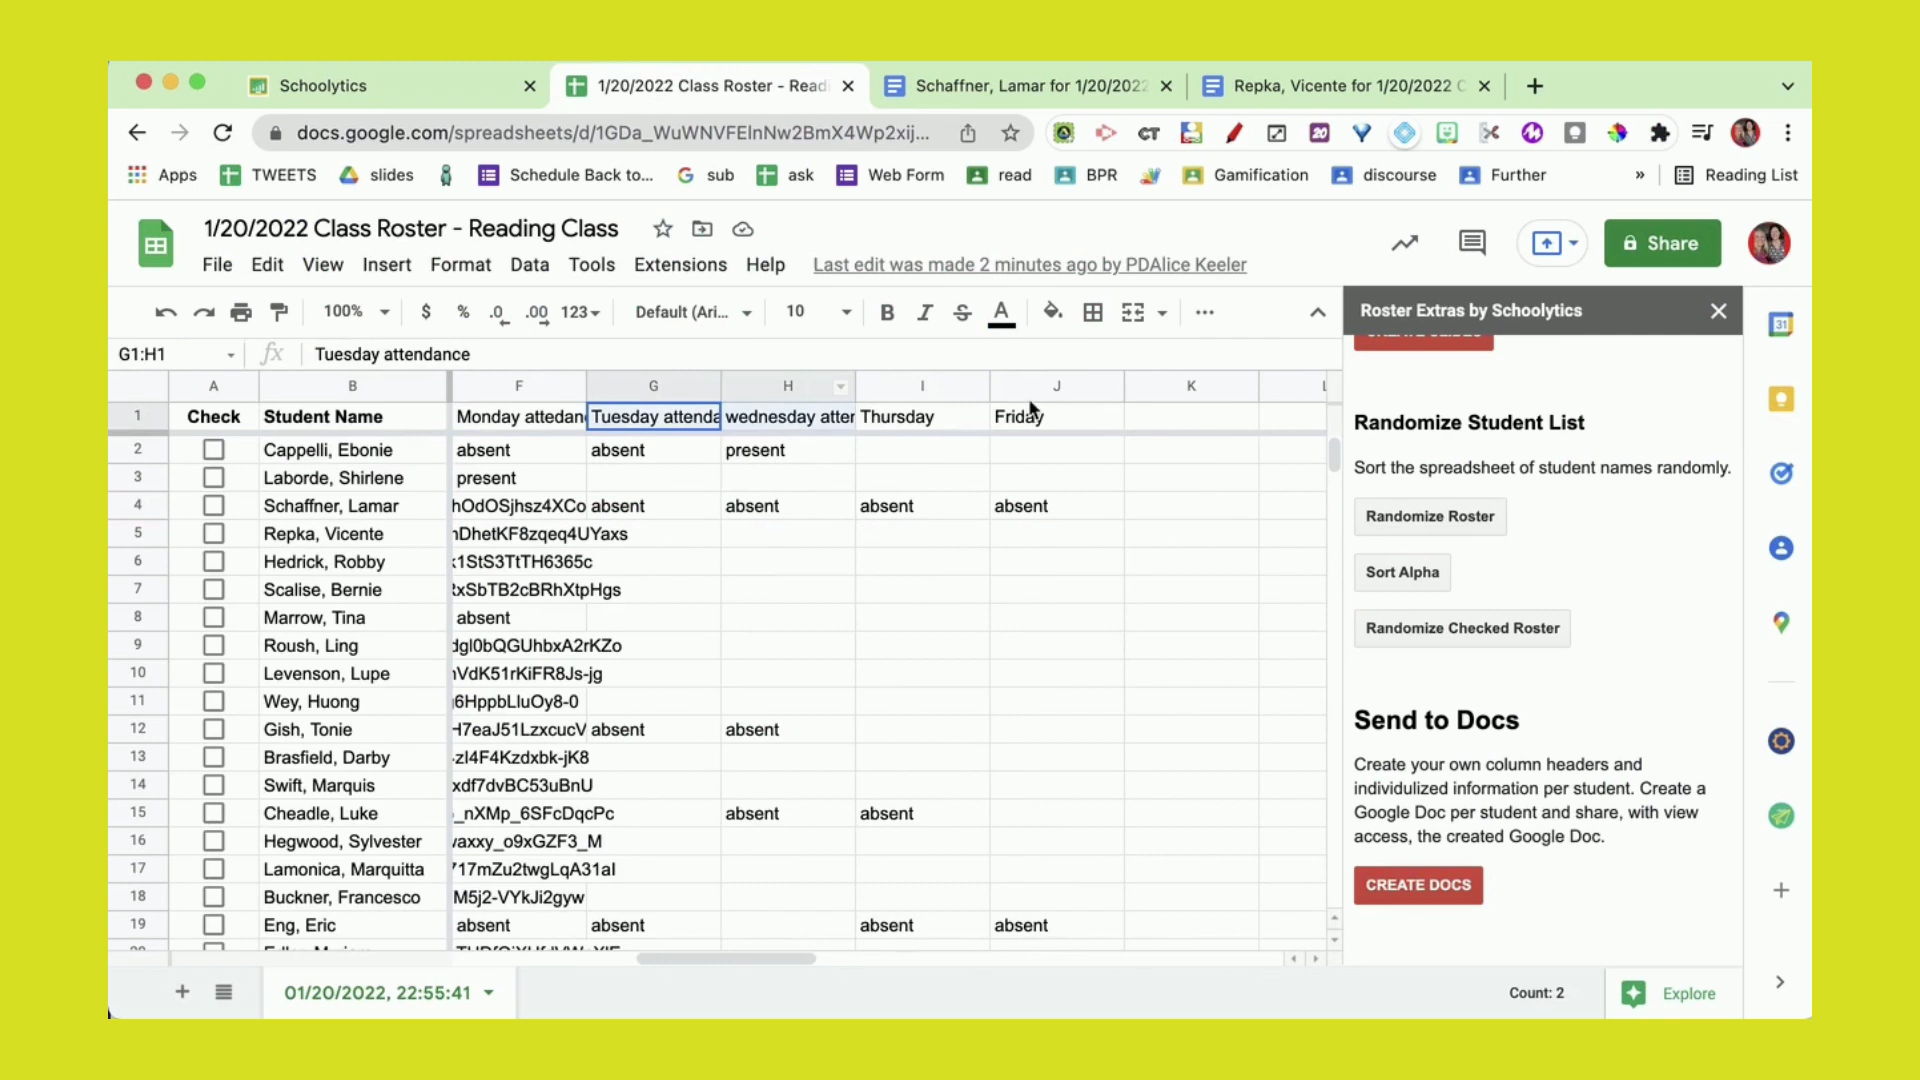 Schoolytics
1/20/2022 Class Roster - Readi
Schaffner, Lamar for 1/20/2022
Repka, Vicente for 1/20/2022 C
docs.google.com/spreadsheets/d/1GDa_WuWNVFElnNw2BmX4Wp2xij...
CT
20
Apps
TWEETS
slides
Schedule Back to...
sub
ask
Web Form
read
BPR
Gamification
discourse
Further
»
Reading List
1/20/2022 Class Roster - Reading Class
File Edit View Insert Format Data Tools Extensions Help
Last edit was made 2 minutes ago by PDAlice Keeler
Share
100% $ % .0 .00 123 Default (Ari... 10 B I S A ...
G1:H1 fx Tuesday attendance
A B F G H I J K L
1 Check Student Name Monday attedan Tuesday attenda wednesday atter Thursday Friday
2 Cappelli, Ebonie absent absent present
3 Laborde, Shirlene present
4 Schaffner, Lamar hOdOSjhsz4XCo absent absent absent absent
5 Repka, Vicente DhetKF8zqeq4UYaxs
6 Hedrick, Robby 1StS3TtTH6365c
7 Scalise, Bernie xSbTB2cBRhXtpHgs
8 Marrow, Tina absent
9 Roush, Ling dgl0bQGUhbxA2rKZo
10 Levenson, Lupe VdK51rKiFR8Js-jg
11 Wey, Huong 6HppbLluOy8-0
12 Gish, Tonie H7eaJ51LzxcucV absent absent
13 Brasfield, Darby zI4F4Kzdxbk-jK8
14 Swift, Marquis xdf7dvBC53uBnU
15 Cheadle, Luke _nXMp_6SFcDqcPc absent absent
16 Hegwood, Sylvester axxy_o9xGZF3_M
17 Lamonica, Marquitta 17mZu2twgLqA31aI
18 Buckner, Francesco M5j2-VYkJi2gyw
19 Eng, Eric absent absent absent absent
01/20/2022, 22:55:41
Count: 2
Explore
Roster Extras by Schoolytics
Randomize Student List
Sort the spreadsheet of student names randomly.
Randomize Roster
Sort Alpha
Randomize Checked Roster
Send to Docs
Create your own column headers and
individulized information per student. Create a
Google Doc per student and share, with view
access, the created Google Doc.
CREATE DOCS
31